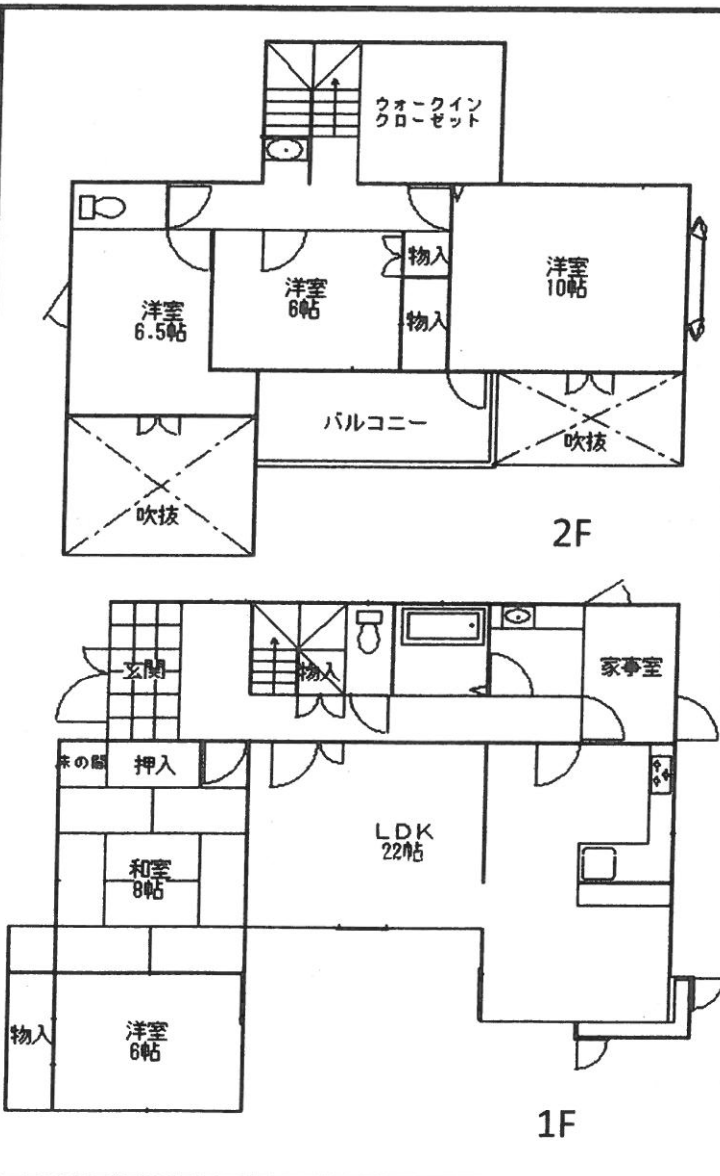 ウォークイン
クローゼット
洋室
6.5帖
洋室
6帖
物入
物入
洋室
10帖
バルコニー
吹抜
吹抜
2F
玄関
物入
家事室
床の間
押入
LDK
22帖
和室
8帖
物入
洋室
6帖
1F